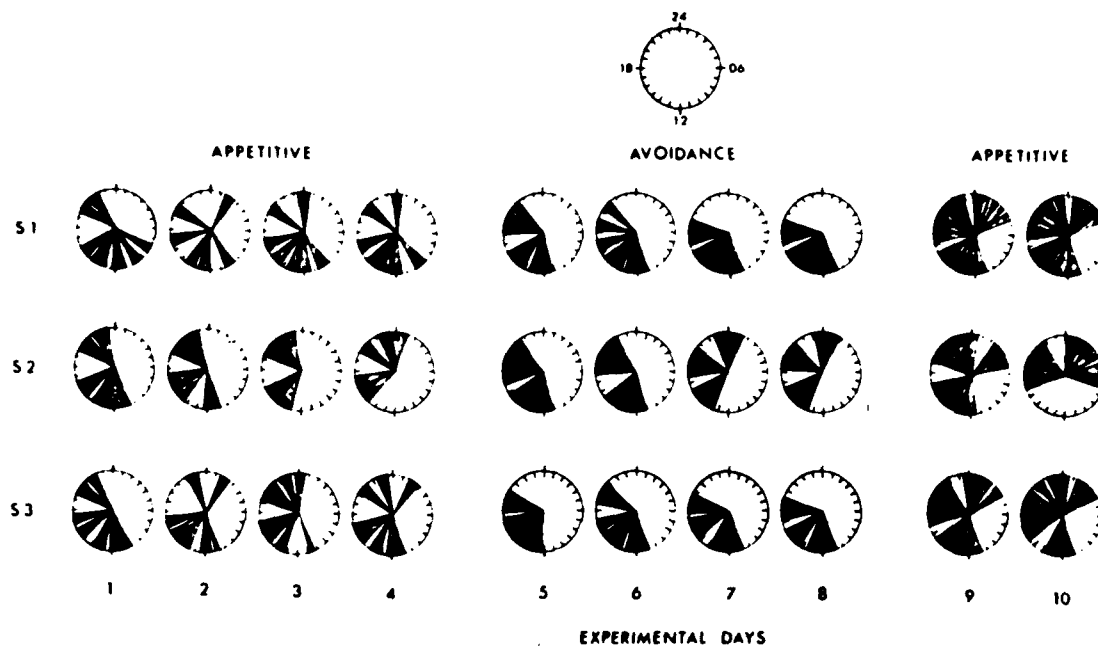 24
18 06
12
APPETITIVE AVOIDANCE APPETITIVE
S1
S2
S3
1 2 3 4 5 6 7 8 9 10
EXPERIMENTAL DAYS